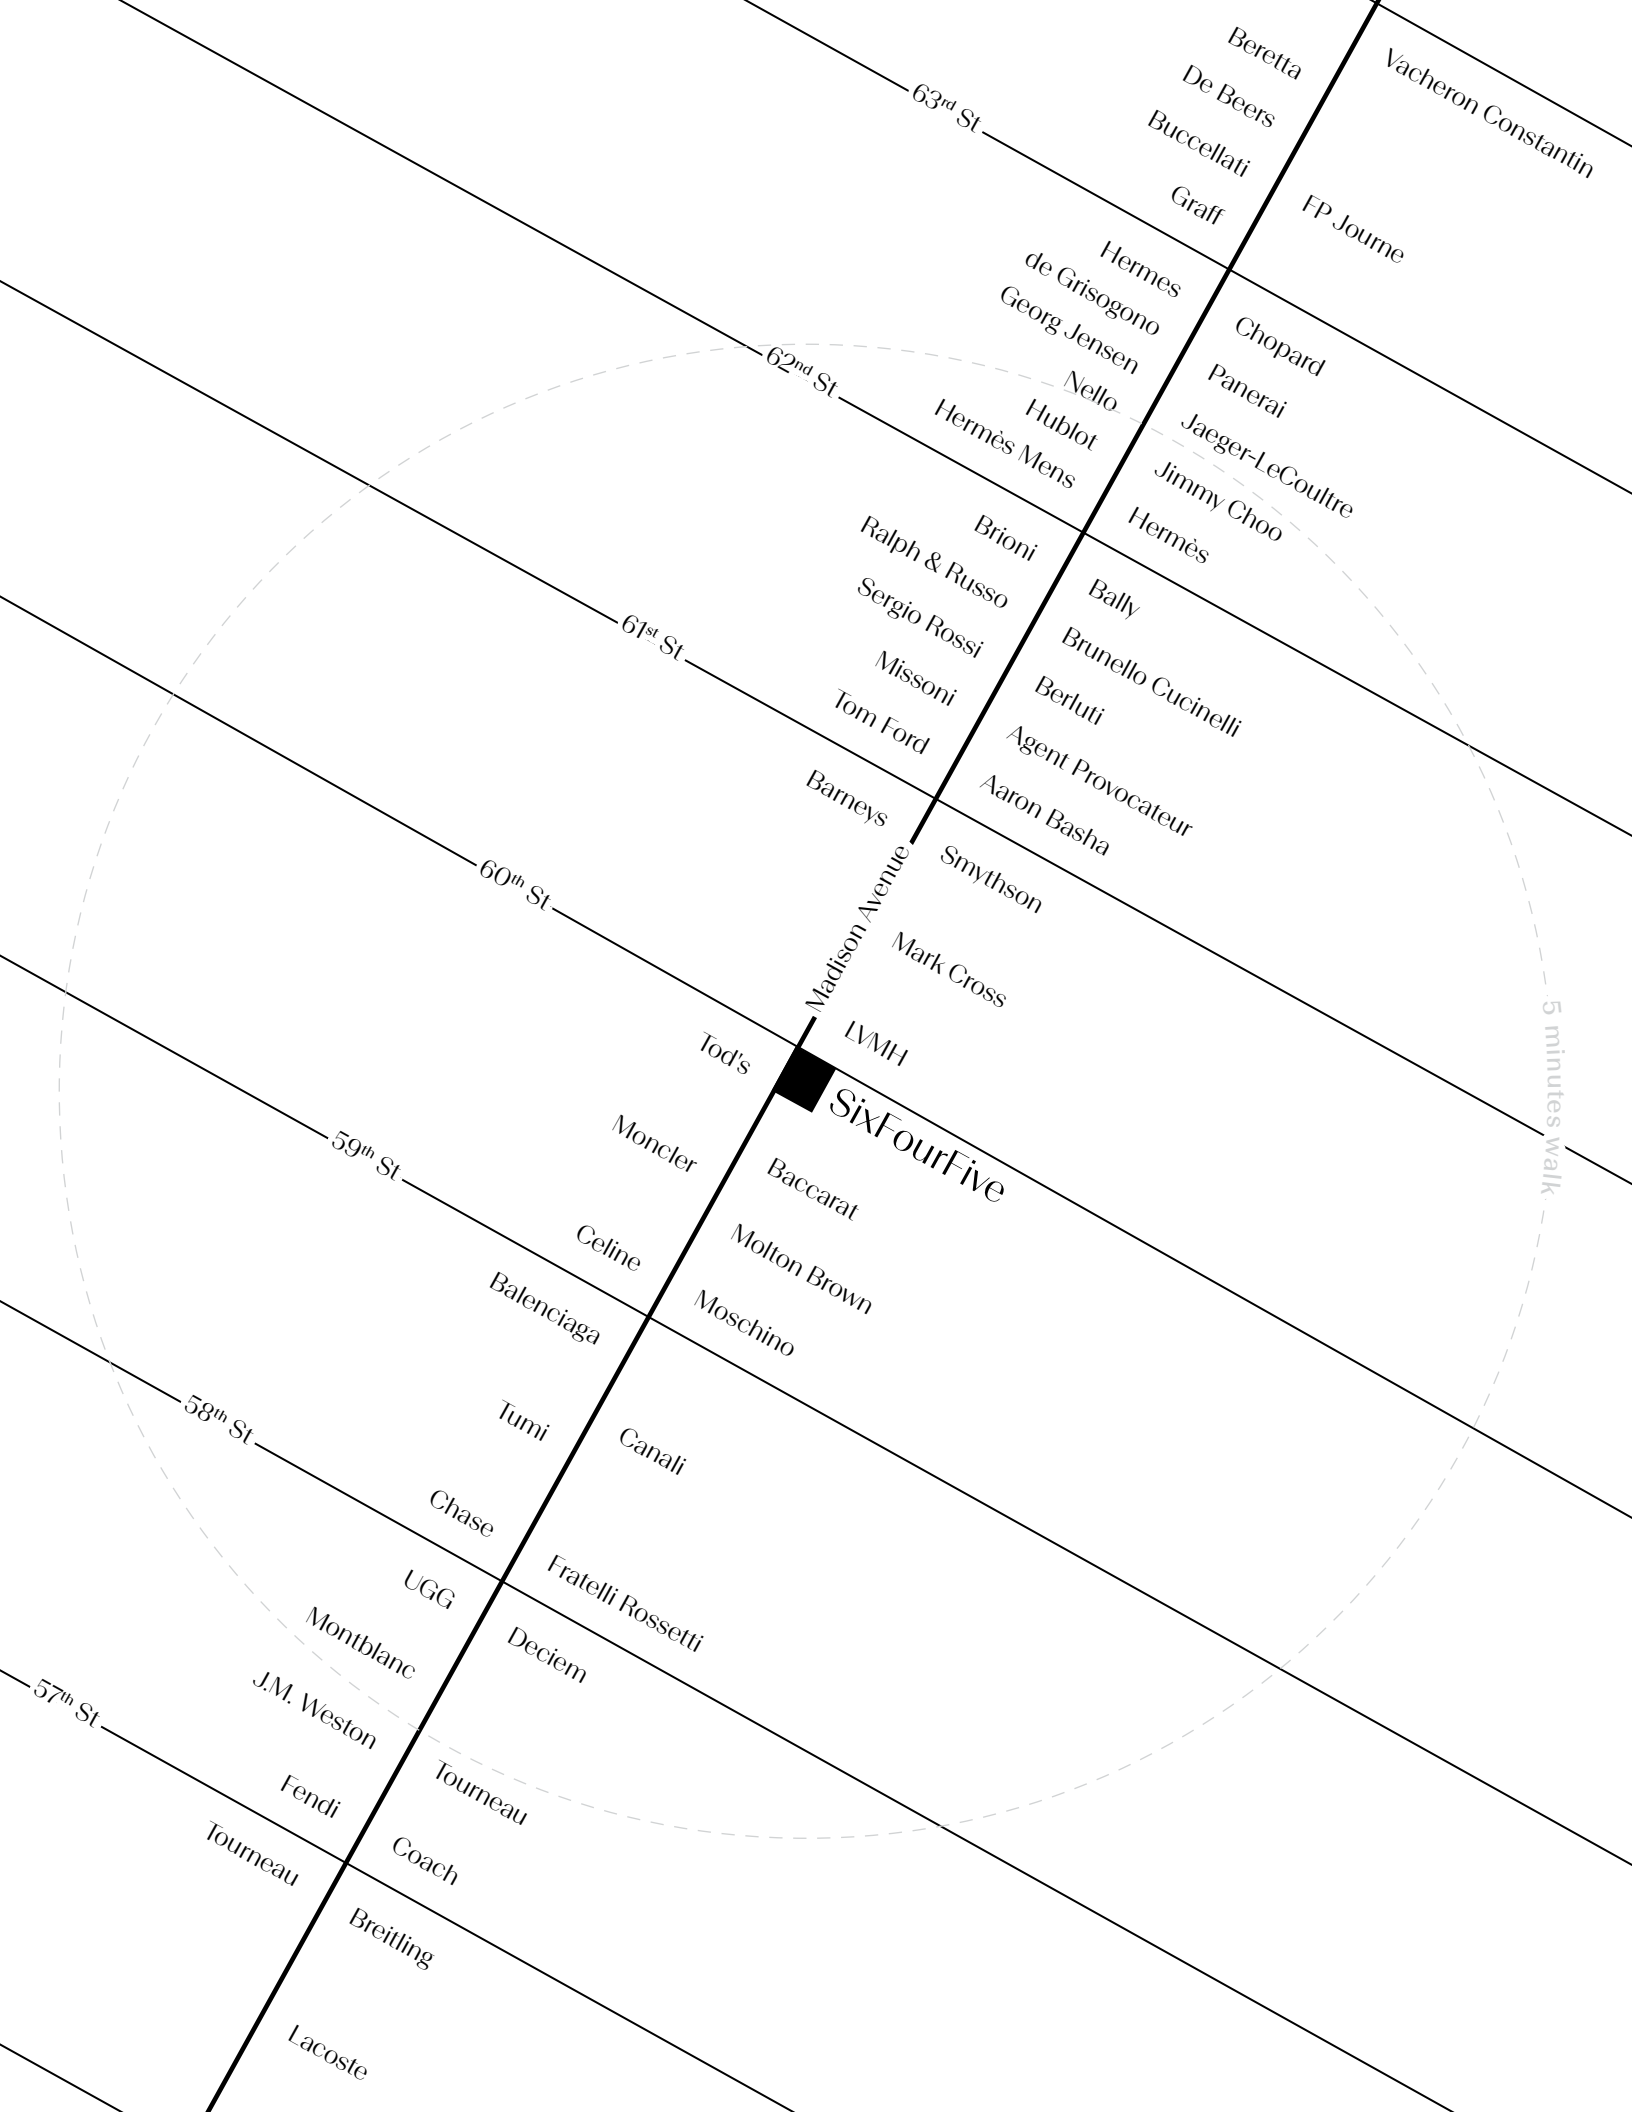 Beretta
De Beers
Buccellati
Graff
Vacheron Constantin
FP Journe
63rd St
Hermes
de Grisogono
Georg Jensen
Nello
Hublot
Hermès Mens
Chopard
Panerai
Jaeger-LeCoultre
Jimmy Choo
Hermès
62nd St
Brioni
Ralph & Russo
Sergio Rossi
Missoni
Tom Ford
Bally
Brunello Cucinelli
Berluti
Agent Provocateur
Aaron Basha
61st St
Barneys
Madison Avenue
Smythson
Mark Cross
LVMH
60th St
Tod's
Moncler
Celine
SixFourFive
Baccarat
Molton Brown
Moschino
5 minutes walk
59th St
Balenciaga
Tumi
Chase
Canali
Fratelli Rossetti
58th St
UGG
Montblanc
J.M. Weston
Fendi
Deciem
Tourneau
Coach
57th St
Tourneau
Breitling
Lacoste